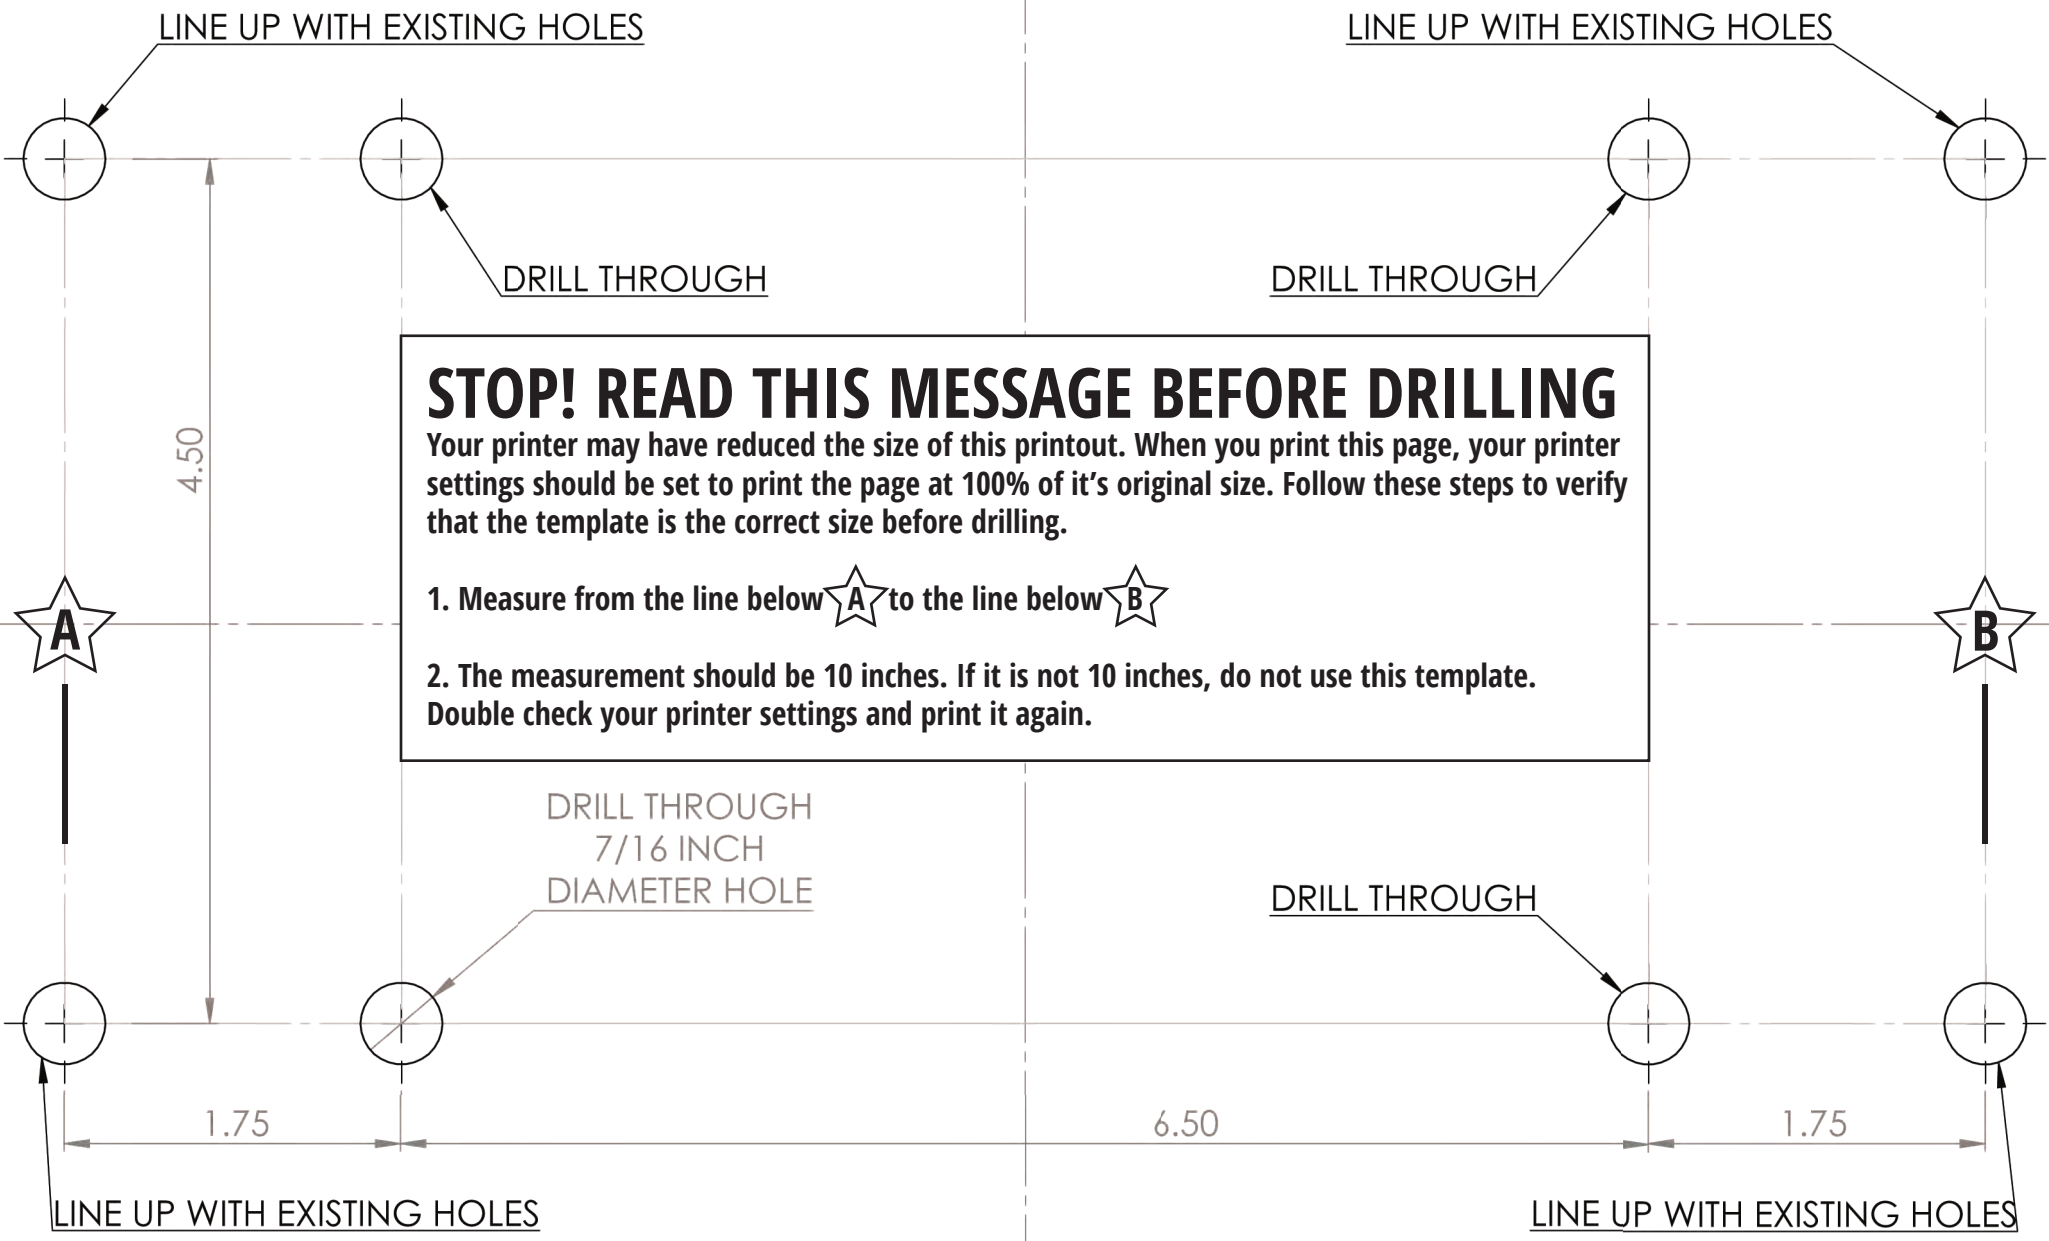 LINE UP WITH EXISTING HOLES
LINE UP WITH EXISTING HOLES
DRILL THROUGH
DRILL THROUGH
4.50
STOP! READ THIS MESSAGE BEFORE DRILLING
Your printer may have reduced the size of this printout. When you print this page, your printer
settings should be set to print the page at 100% of it’s original size. Follow these steps to verify
that the template is the correct size before drilling.
1. Measure from the line below A to the line below B
A
B
2. The measurement should be 10 inches. If it is not 10 inches, do not use this template.
Double check your printer settings and print it again.
DRILL THROUGH
7/16 INCH
DIAMETER HOLE
DRILL THROUGH
1.75
6.50
1.75
LINE UP WITH EXISTING HOLES
LINE UP WITH EXISTING HOLES